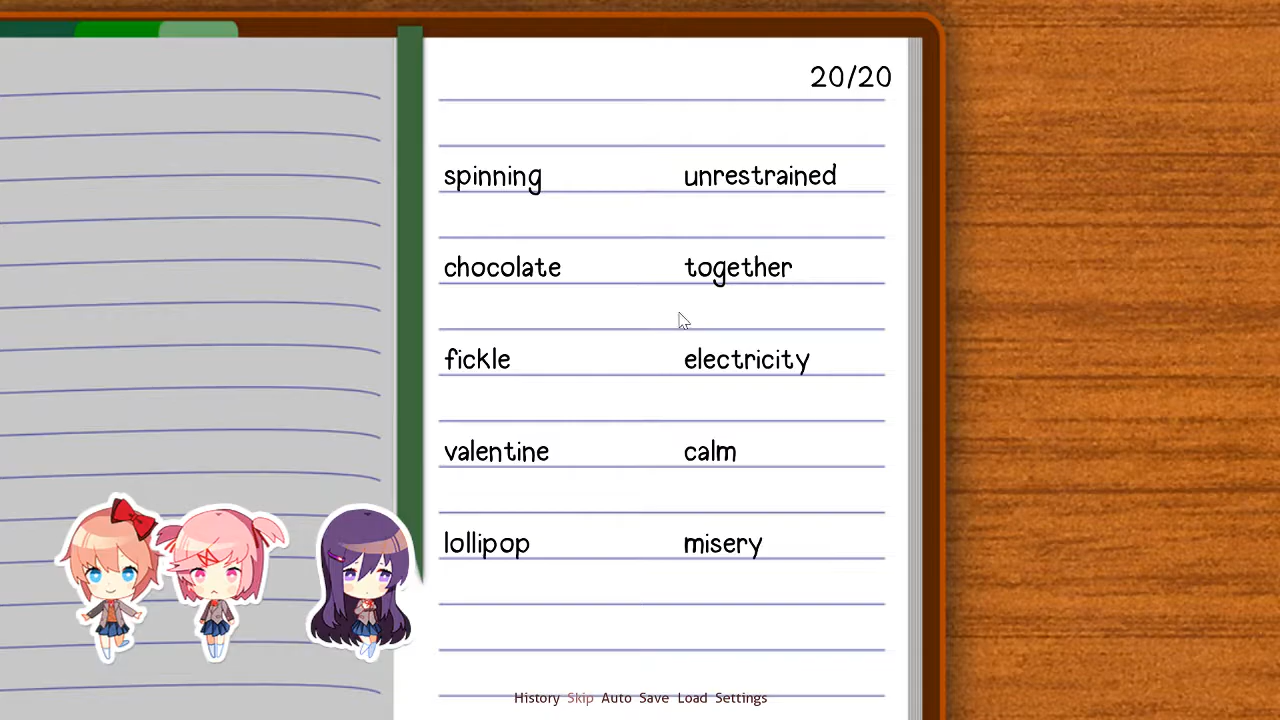 20/20
spinning unrestrained
chocolate together
fickle electricity
valentine calm
lollipop misery
History Skip Auto Save Load Settings